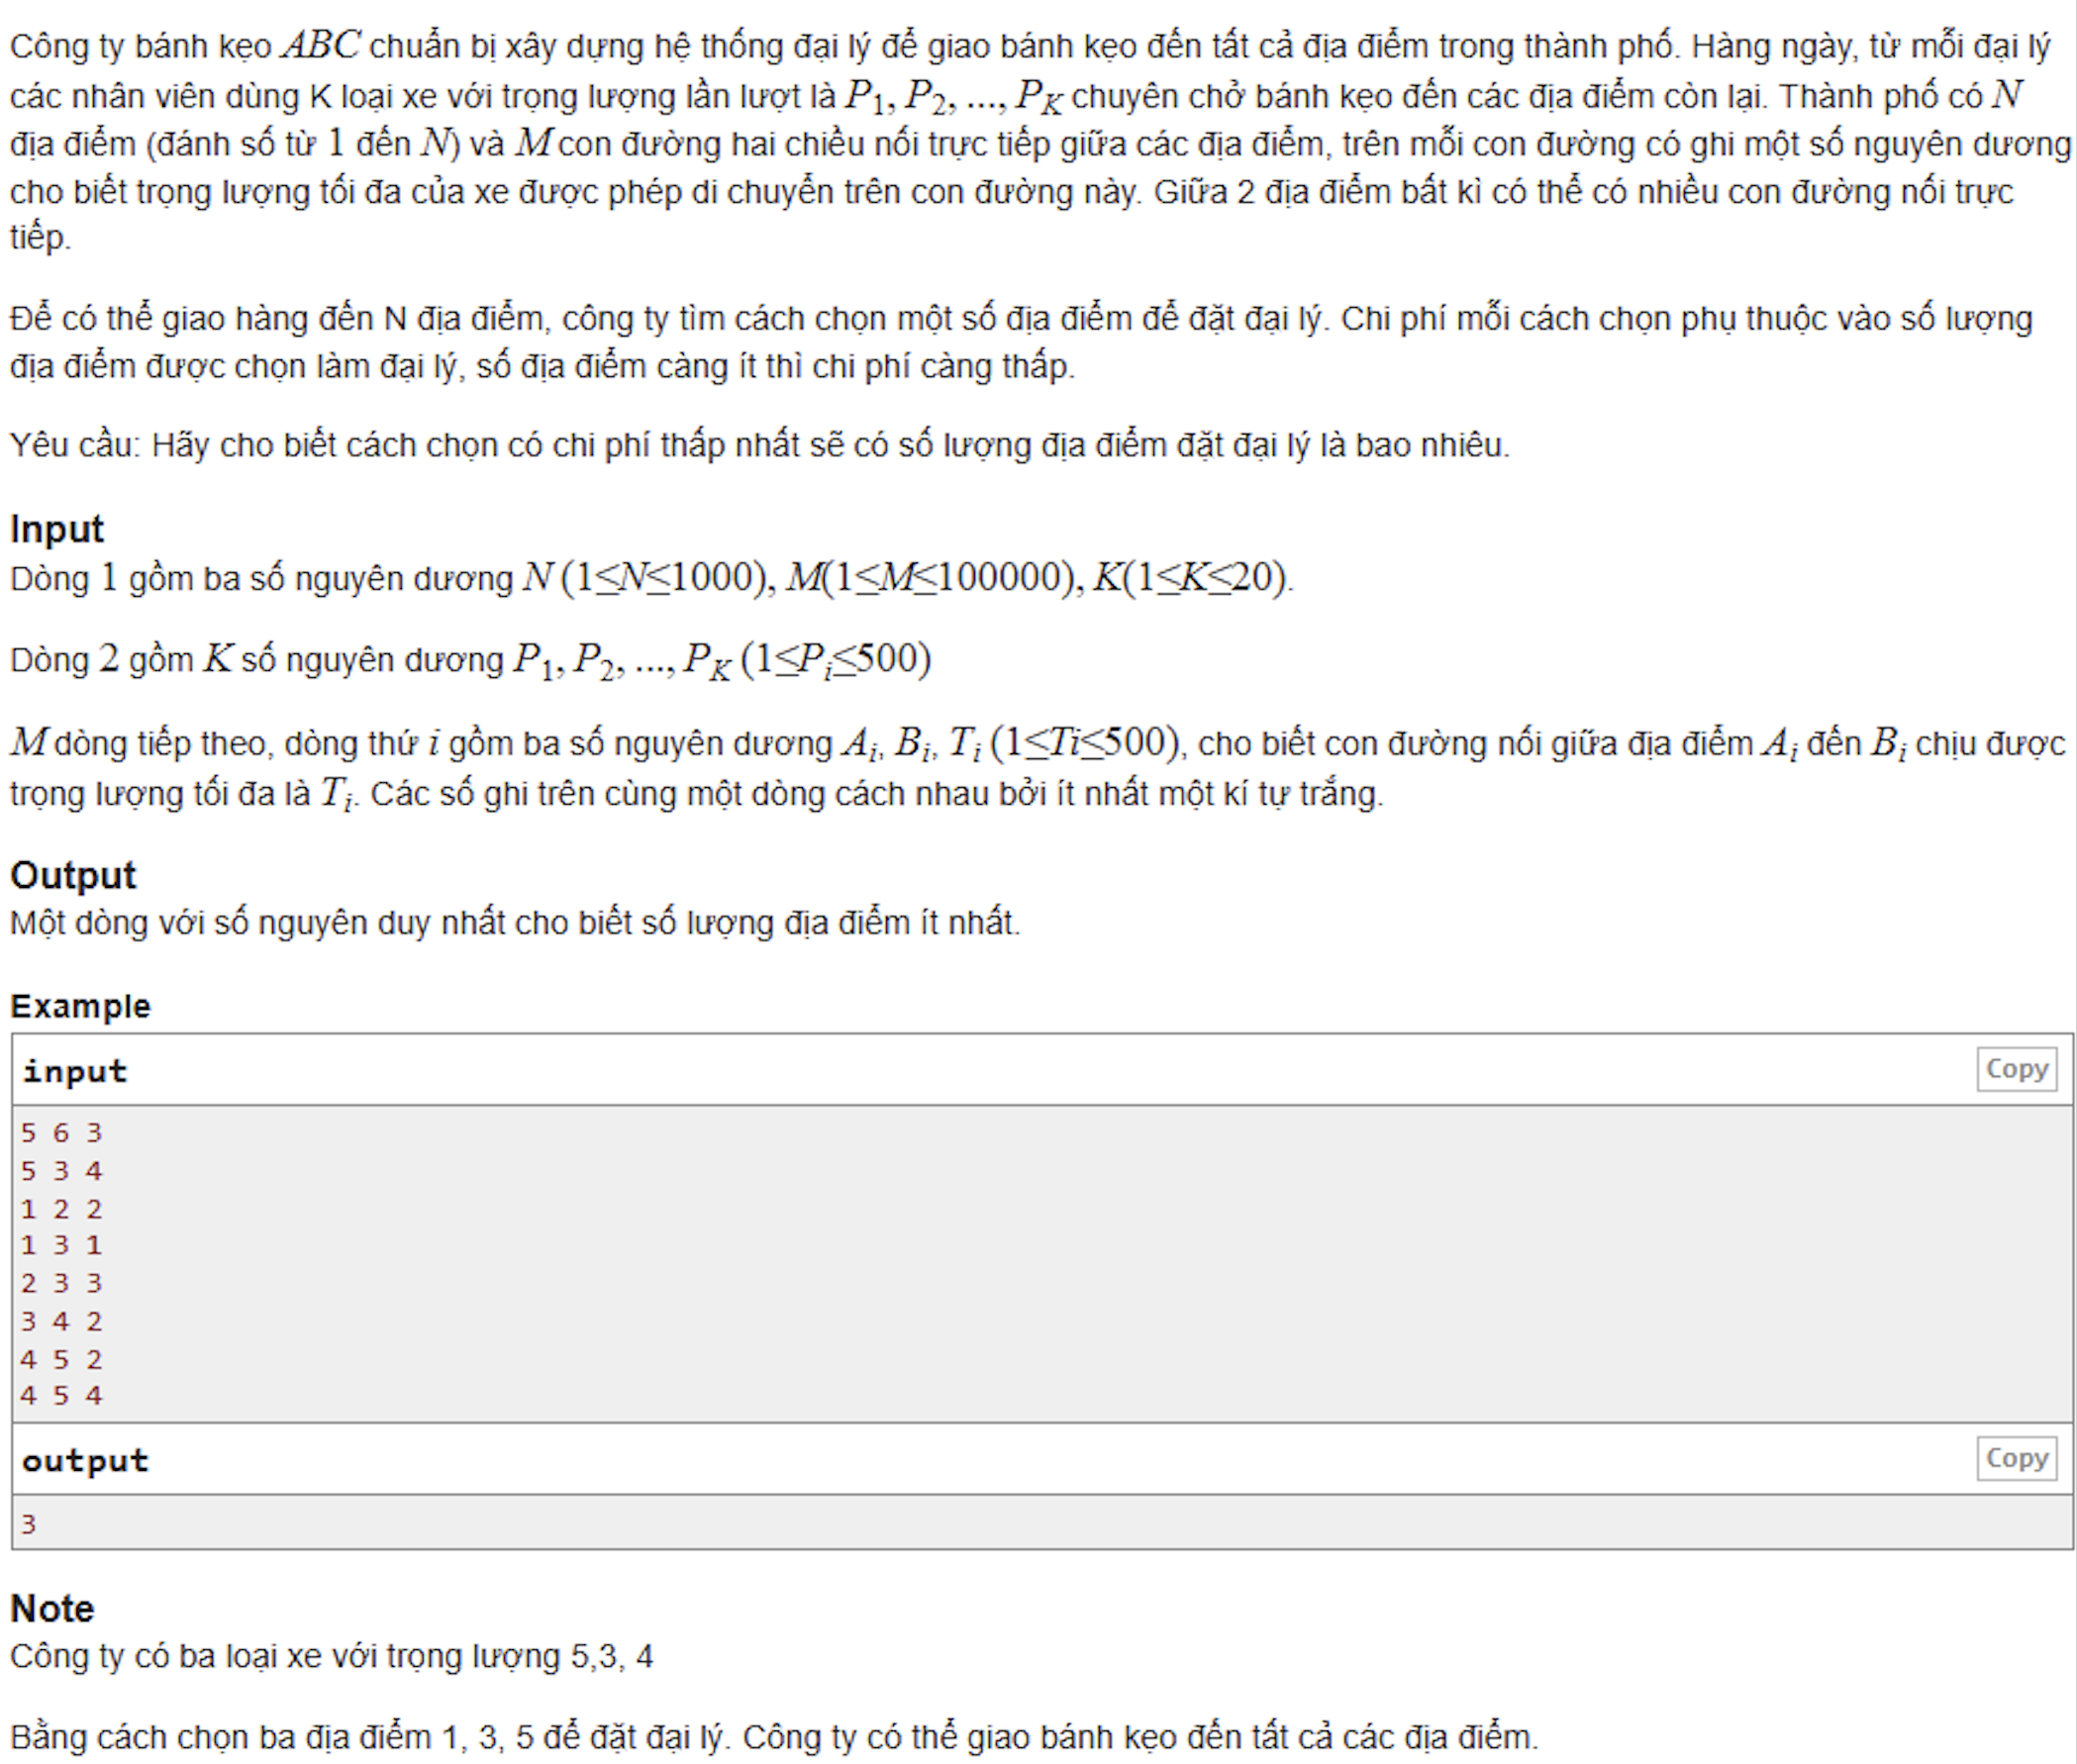 Công ty bánh kẹo ABC chuẩn bị xây dựng hệ thống đại lý để giao bánh kẹo đến tất cả địa điểm trong thành phố. Hàng ngày, từ mỗi đại lý
các nhân viên dùng K loại xe với trọng lượng lần lượt là P₁, P₂, ..., P_K chuyên chở bánh kẹo đến các địa điểm còn lại. Thành phố có N
địa điểm (đánh số từ 1 đến N) và M con đường hai chiều nối trực tiếp giữa các địa điểm, trên mỗi con đường có ghi một số nguyên dương
cho biết trọng lượng tối đa của xe được phép di chuyển trên con đường này. Giữa 2 địa điểm bất kì có thể có nhiều con đường nối trực
tiếp.
Để có thể giao hàng đến N địa điểm, công ty tìm cách chọn một số địa điểm để đặt đại lý. Chi phí mỗi cách chọn phụ thuộc vào số lượng
địa điểm được chọn làm đại lý, số địa điểm càng ít thì chi phí càng thấp.
Yêu cầu: Hãy cho biết cách chọn có chi phí thấp nhất sẽ có số lượng địa điểm đặt đại lý là bao nhiêu.
Input
Dòng 1 gồm ba số nguyên dương N (1≤N≤1000), M(1≤M≤100000), K(1≤K≤20).
Dòng 2 gồm K số nguyên dương P₁, P₂, ..., P_K (1≤P_i≤500)
M dòng tiếp theo, dòng thứ i gồm ba số nguyên dương A_i, B_i, T_i (1≤Ti≤500), cho biết con đường nối giữa địa điểm A_i đến B_i chịu được
trọng lượng tối đa là T_i. Các số ghi trên cùng một dòng cách nhau bởi ít nhất một kí tự trắng.
Output
Một dòng với số nguyên duy nhất cho biết số lượng địa điểm ít nhất.
Example
input Copy
5 6 3
5 3 4
1 2 2
1 3 1
2 3 3
3 4 2
4 5 2
4 5 4
output Copy
3
Note
Công ty có ba loại xe với trọng lượng 5,3, 4
Bằng cách chọn ba địa điểm 1, 3, 5 để đặt đại lý. Công ty có thể giao bánh kẹo đến tất cả các địa điểm.